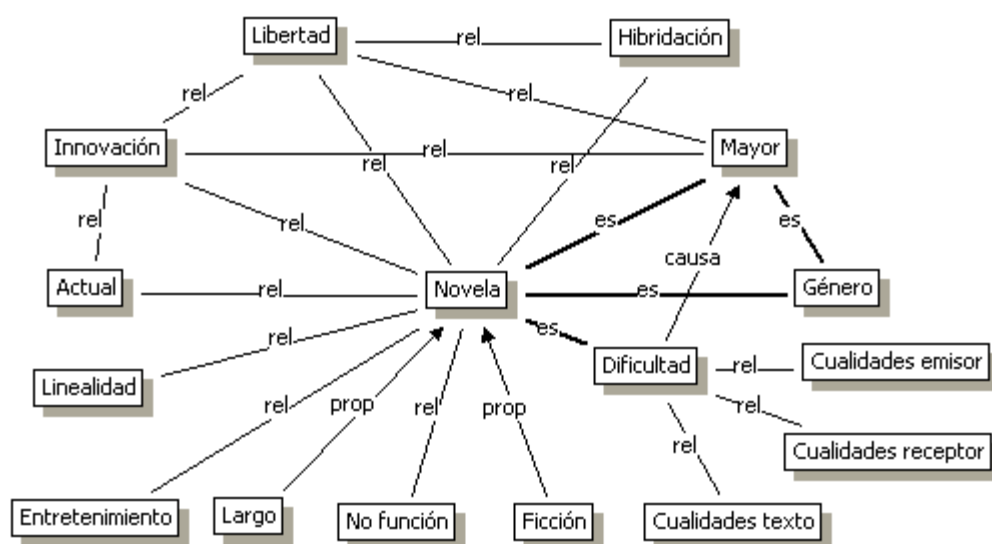 Libertad
rel
Hibridación
rel
rel
Innovación
rel
Mayor
rel
rel
rel
rel
es
es
causa
Actual
rel
Novela
es
Género
rel
es
Linealidad
Dificultad
rel
Cualidades emisor
rel
prop
rel
prop
rel
rel
Cualidades receptor
Entretenimiento
Largo
No función
Ficción
Cualidades texto